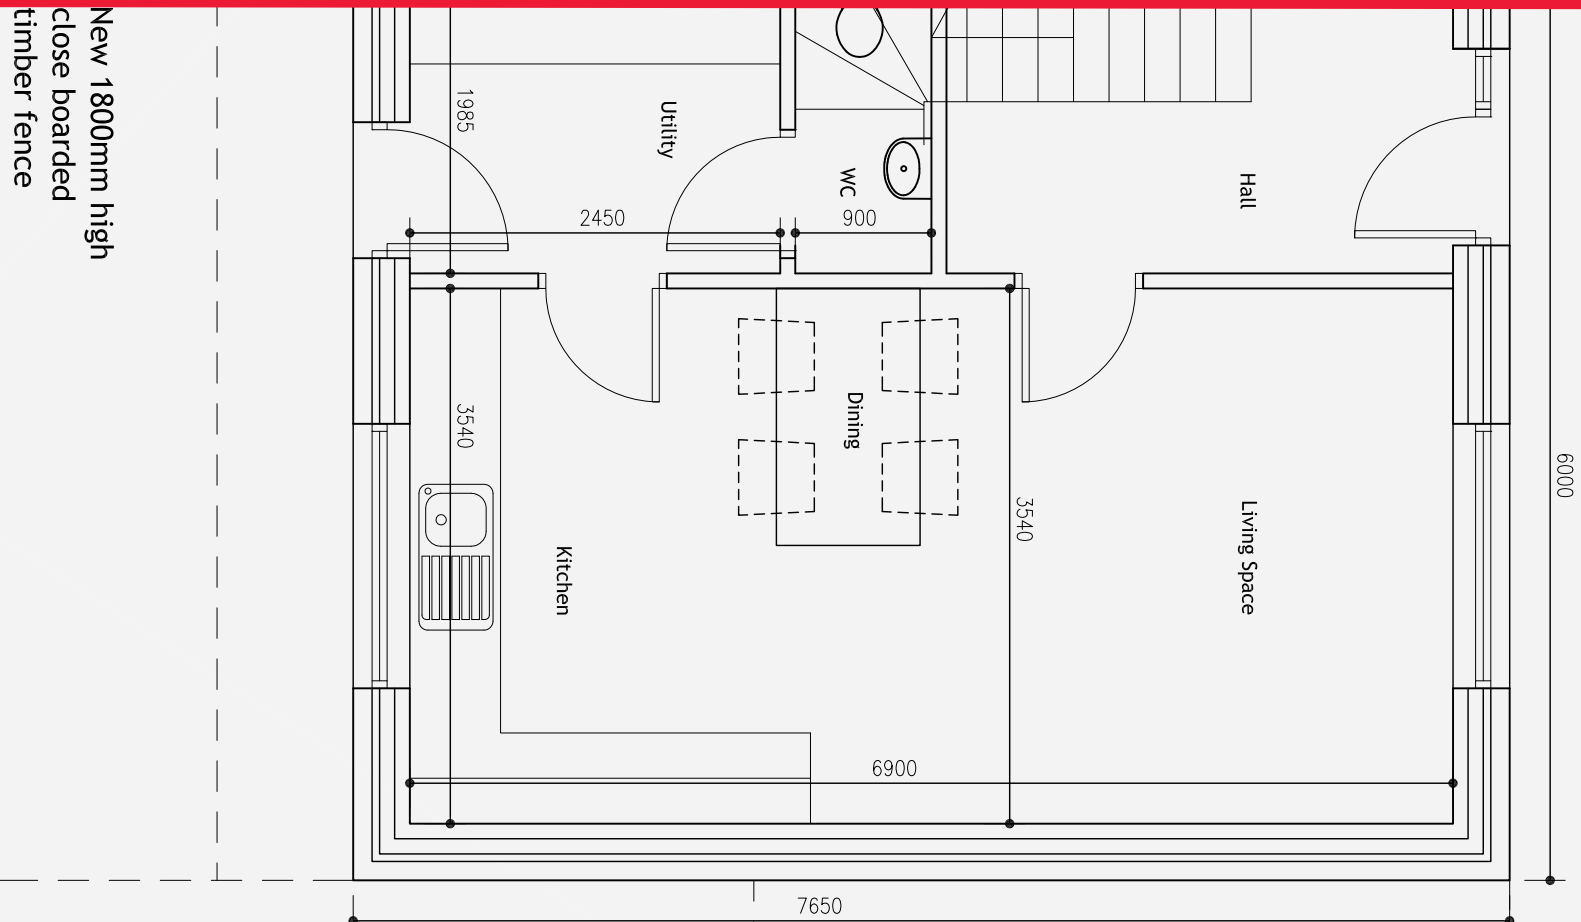 New 1800mm high
close boarded
timber fence
1985
Utility
WC
Hall
2450
900
3540
Dining
3540
6000
Kitchen
Living Space
6900
7650